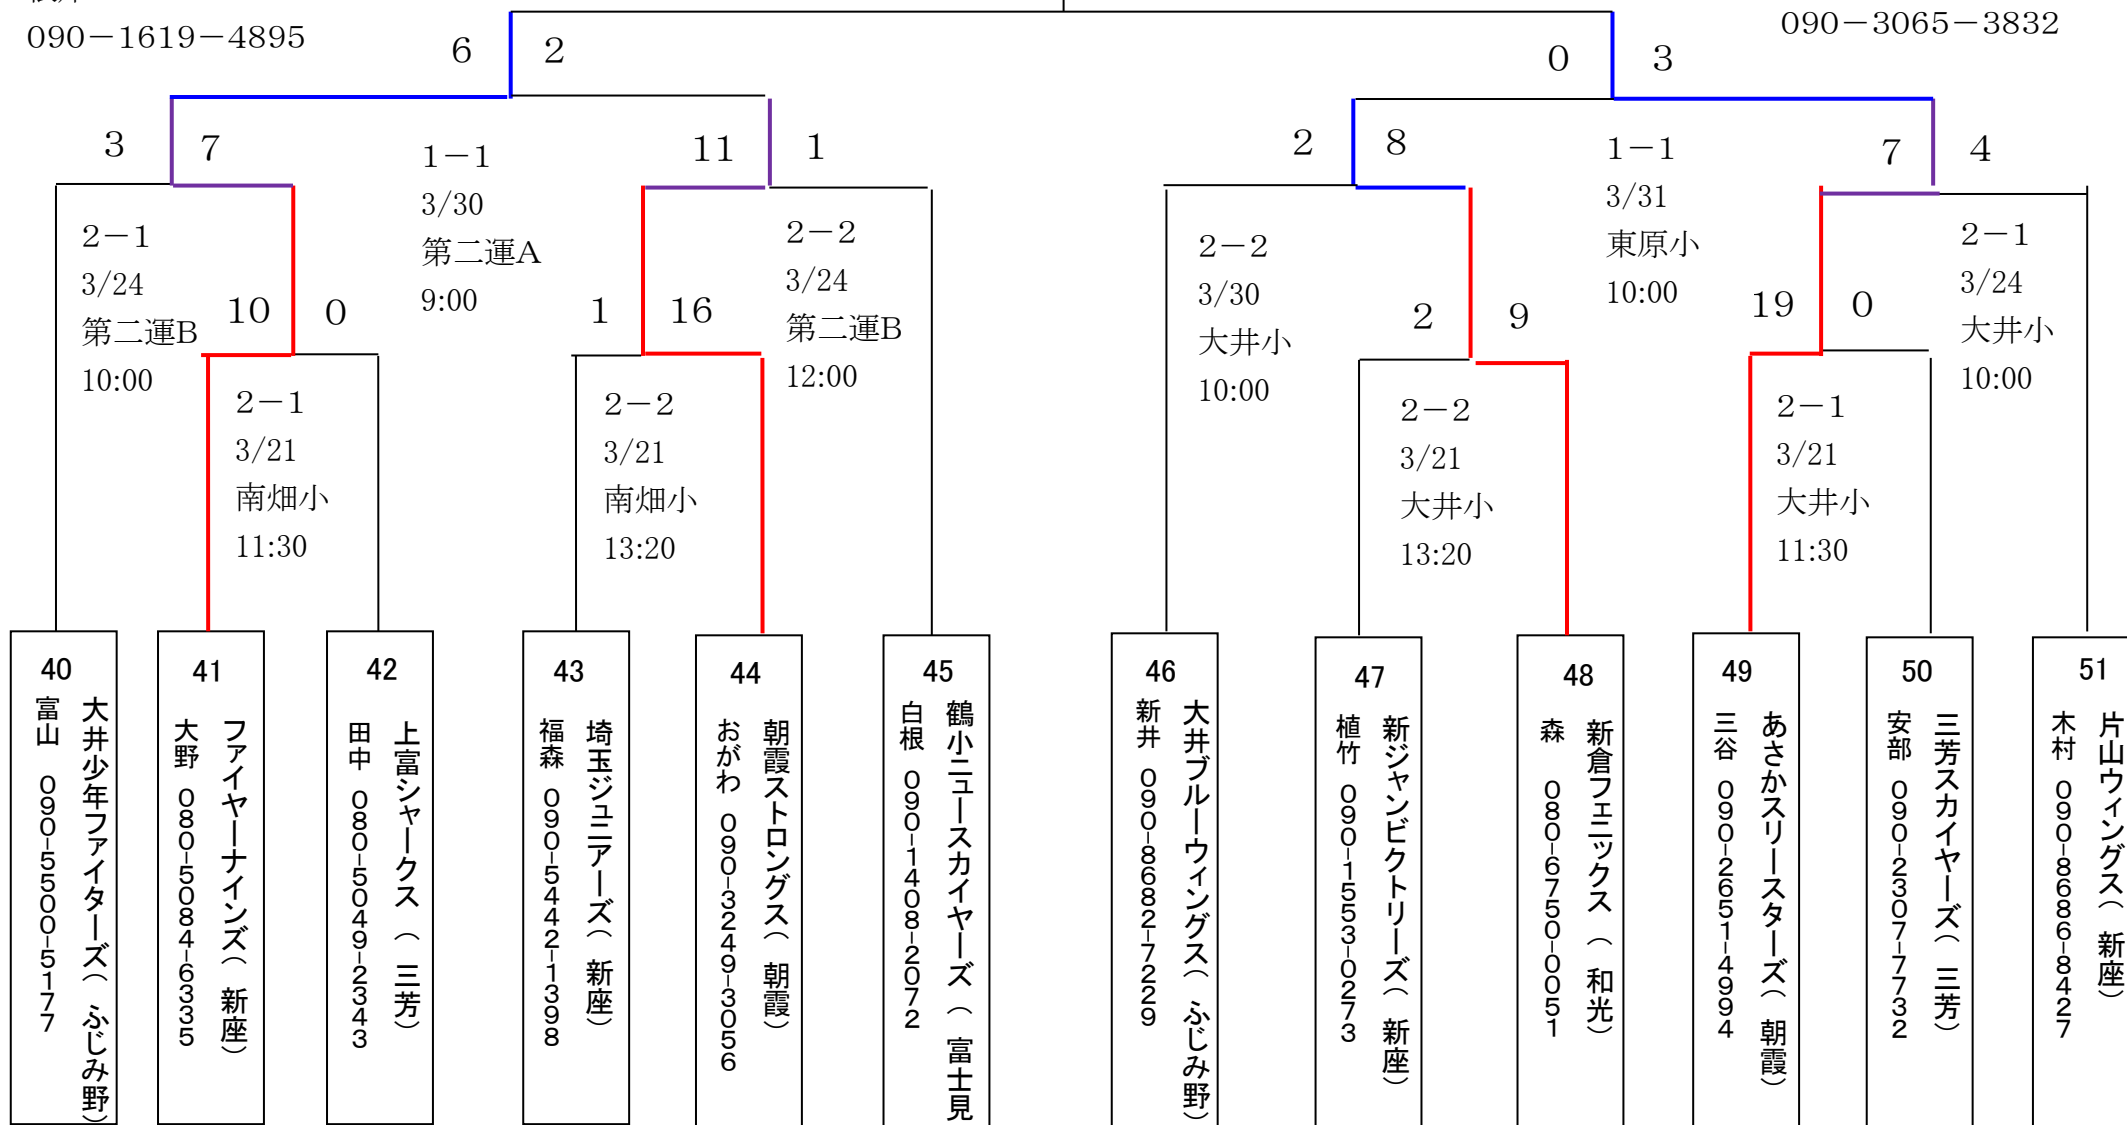 090－1619－4895
090－3065－3832
6 2
0 3
3 7
11 1
2 8
7 4
1－1
3/30
第二運A
9:00
1－1
3/31
東原小
10:00
2－1
3/24
第二運B
10:00
2－2
3/24
第二運B
12:00
2－2
3/30
大井小
10:00
2－1
3/24
大井小
10:00
10 0
1 16
2 9
19 0
2－1
3/21
南畑小
11:30
2－2
3/21
南畑小
13:20
2－2
3/21
大井小
13:20
2－1
3/21
大井小
11:30
40
大井少年ファイターズ（ふじみ野）
富山 090-5500-5177
41
ファイヤーナインズ（新座）
大野 080-5084-6335
42
上富シャークス （三芳）
田中 080-5049-2343
43
埼玉ジュニアーズ（新座）
福森 090-5442-1398
44
朝霞ストロングス（朝霞）
おがわ 090-3249-3056
45
鶴小ニュースカイヤーズ （富士見
白根 090-1408-2072
46
大井ブルーウィングス（ふじみ野）
新井 090-8682-7229
47
新ジャンビクトリーズ（新座）
植竹 090-1553-0273
48
新倉フェニックス （和光）
森 080-6750-0051
49
あさかスリースターズ（朝霞）
三谷 090-2651-4994
50
三芳スカイヤーズ（三芳）
安部 090-2307-7732
51
片山ウィングス（新座）
木村 090-8686-8427